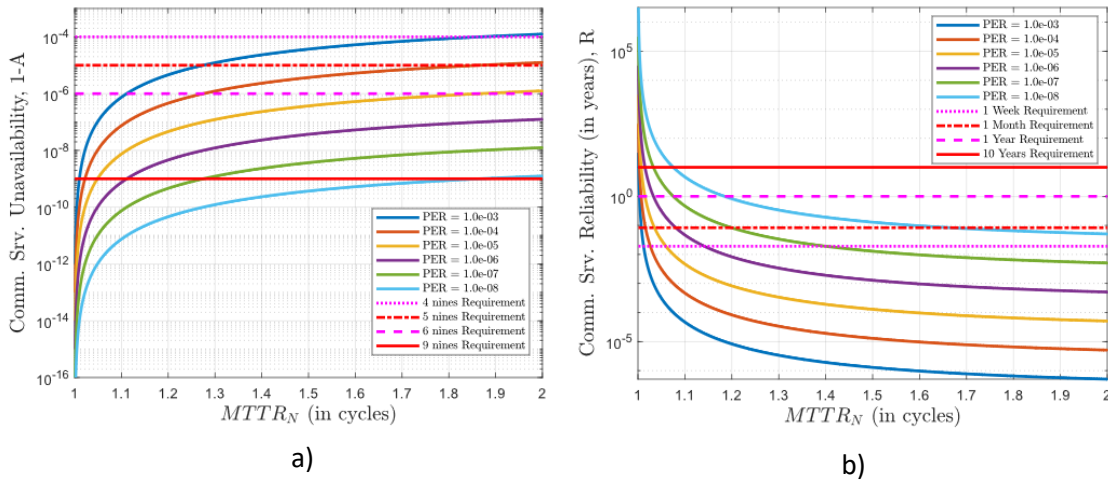 Comm. Srv. Unavailability, 1-A
10^-4
10^-6
10^-8
10^-10
10^-12
10^-14
10^-16
PER = 1.0e-03
PER = 1.0e-04
PER = 1.0e-05
PER = 1.0e-06
PER = 1.0e-07
PER = 1.0e-08
4 nines Requirement
5 nines Requirement
6 nines Requirement
9 nines Requirement
1 1.1 1.2 1.3 1.4 1.5 1.6 1.7 1.8 1.9 2
MTTR_N (in cycles)
a)
Comm. Srv. Reliability (in years), R
10^5
10^0
10^-5
PER = 1.0e-03
PER = 1.0e-04
PER = 1.0e-05
PER = 1.0e-06
PER = 1.0e-07
PER = 1.0e-08
1 Week Requirement
1 Month Requirement
1 Year Requirement
10 Years Requirement
1 1.1 1.2 1.3 1.4 1.5 1.6 1.7 1.8 1.9 2
MTTR_N (in cycles)
b)